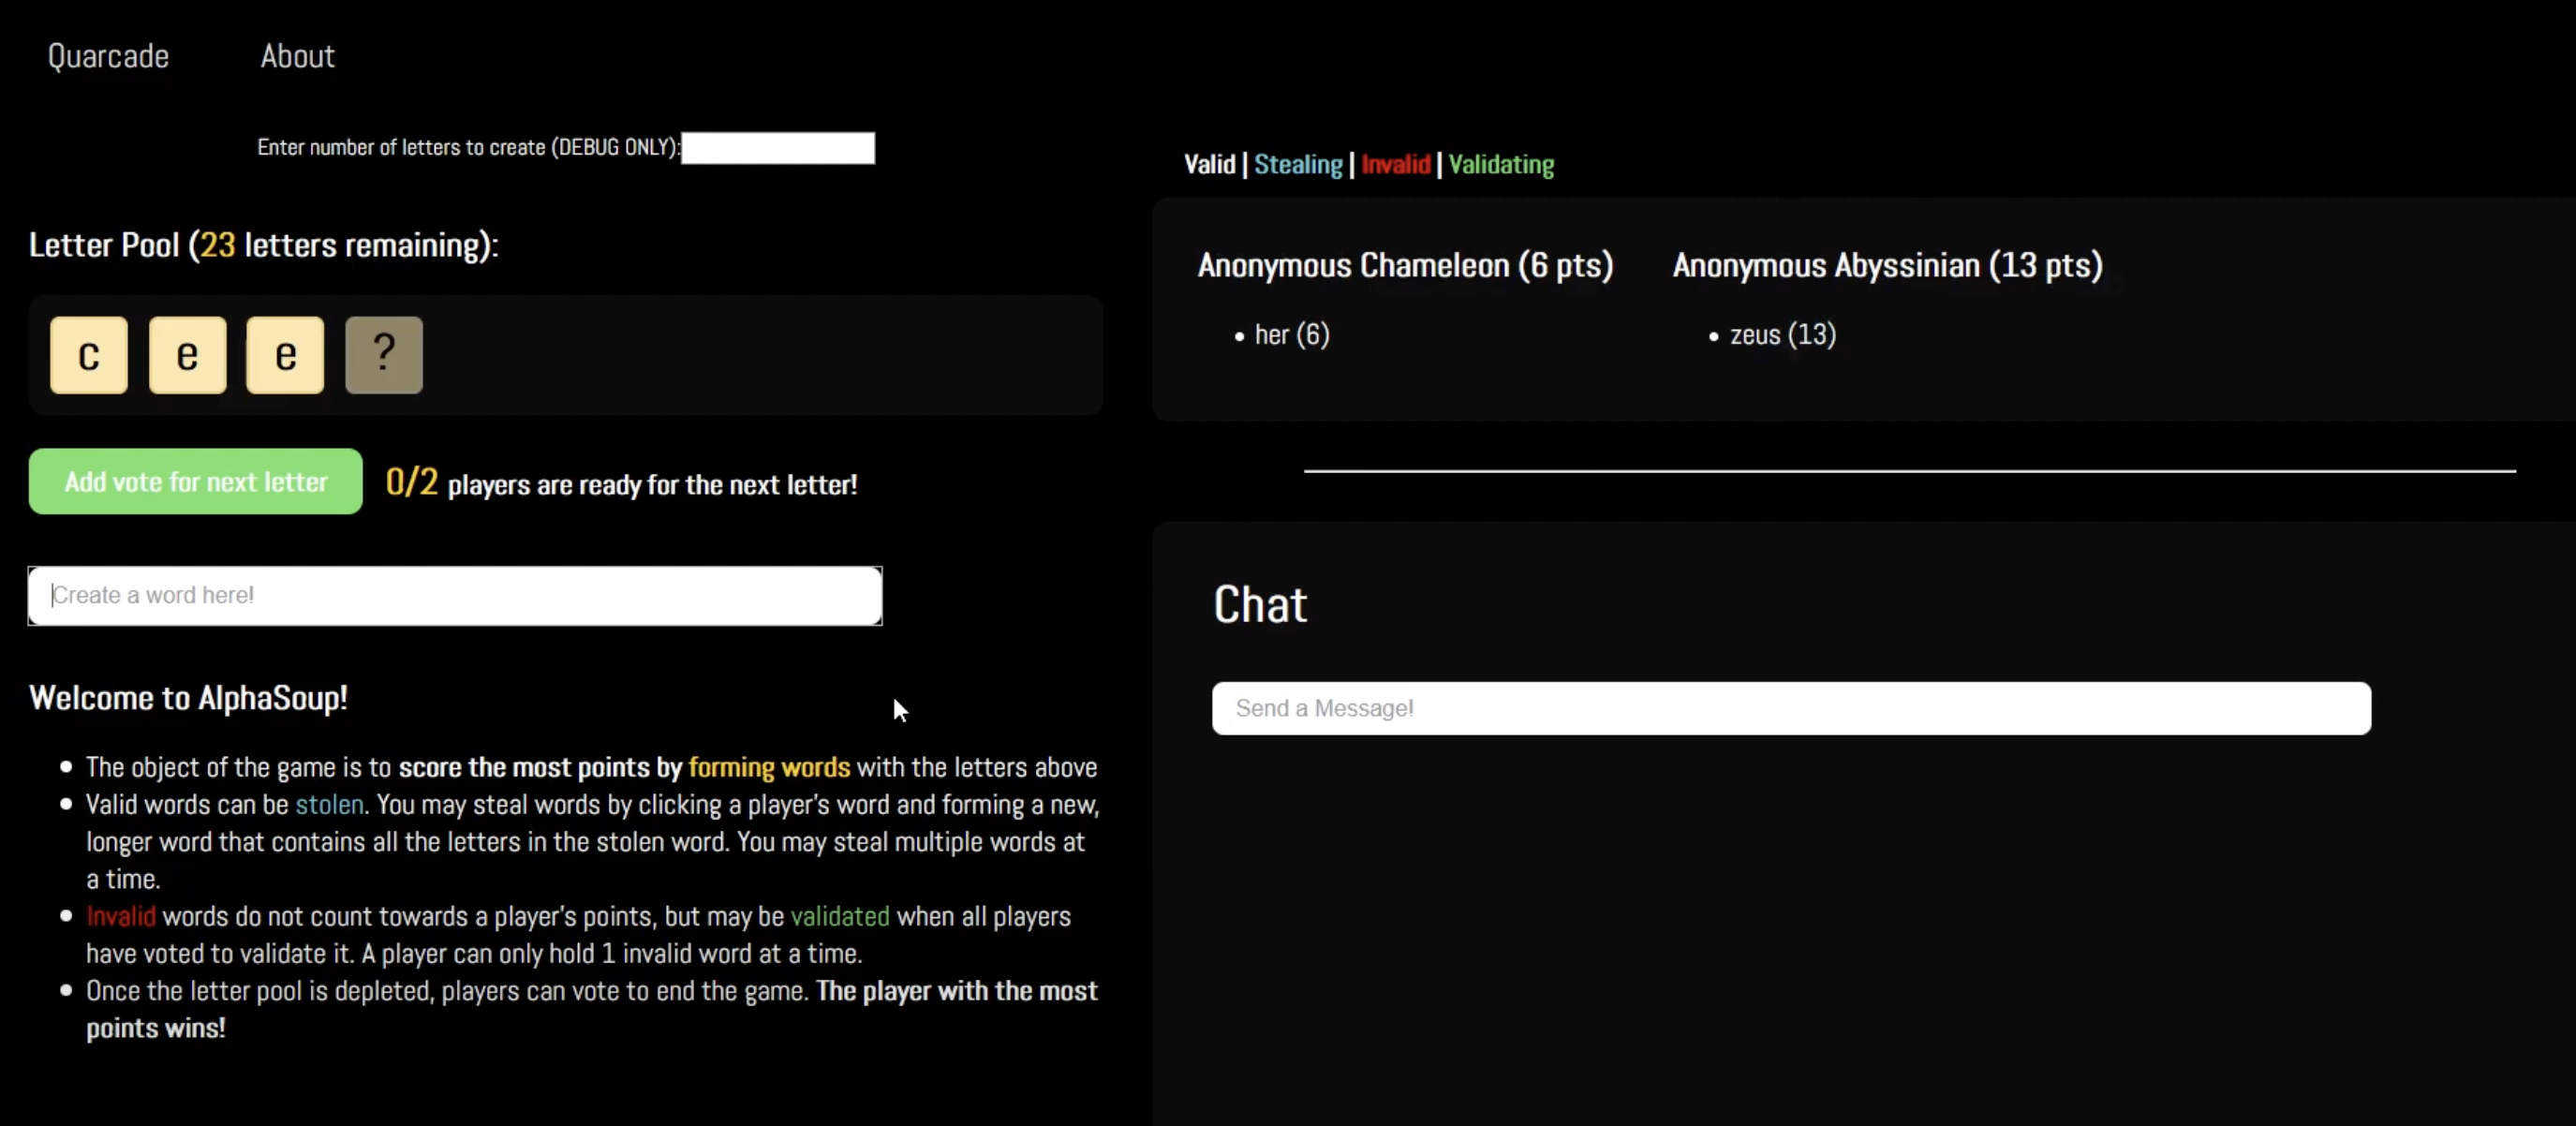 Quarcade About
Enter number of letters to create (DEBUG ONLY):
Letter Pool (23 letters remaining):
c e e ?
Add vote for next letter 0/2 players are ready for the next letter!
Create a word here!
Welcome to AlphaSoup!
The object of the game is to score the most points by forming words with the letters above
Valid words can be stolen. You may steal words by clicking a player's word and forming a new,
longer word that contains all the letters in the stolen word. You may steal multiple words at
a time.
Invalid words do not count towards a player's points, but may be validated when all players
have voted to validate it. A player can only hold 1 invalid word at a time.
Once the letter pool is depleted, players can vote to end the game. The player with the most
points wins!
Valid | Stealing | Invalid | Validating
Anonymous Chameleon (6 pts)
her (6)
Anonymous Abyssinian (13 pts)
zeus (13)
Chat
Send a Message!